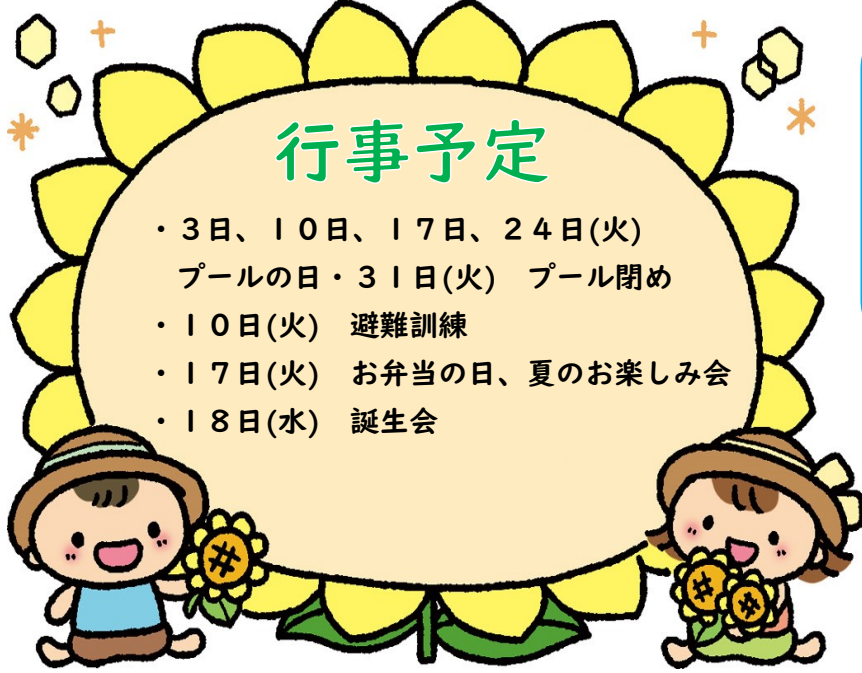 行事予定
・3日、10日、17日、24日(火)
プールの日・31日(火) プール閉め
・10日(火) 避難訓練
・17日(火) お弁当の日、夏のお楽しみ会
・18日(水) 誕生会